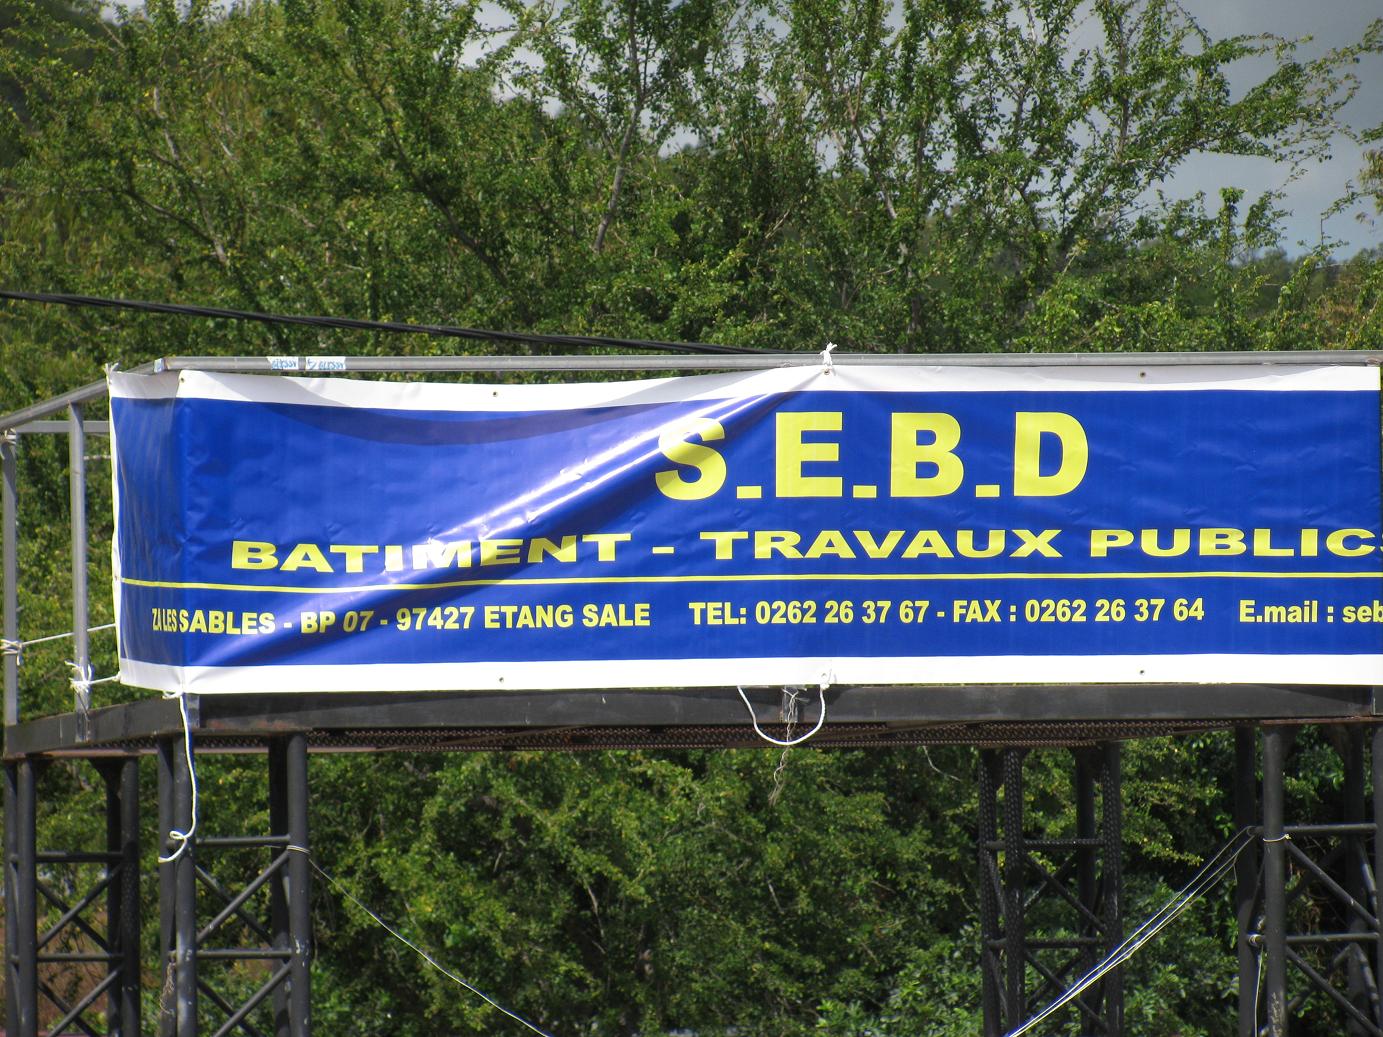 S.E.B.D
BATIMENT - TRAVAUX PUBLICS
ZA LES SABLES - BP 07 - 97427 ETANG SALE TEL: 0262 26 37 67 - FAX : 0262 26 37 64 E.mail : seb